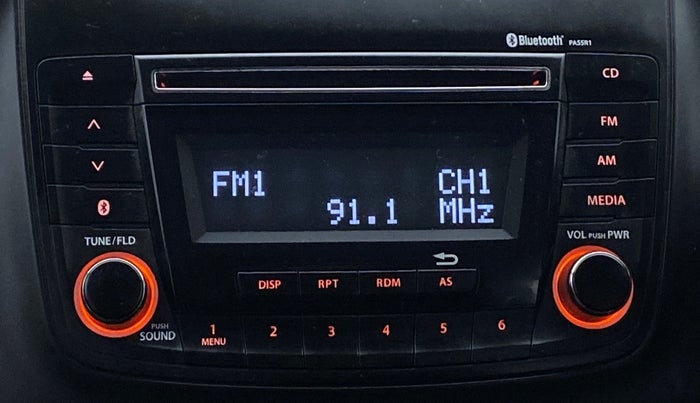 Bluetooth® PA55R1
CD
FM
AM
MEDIA
FM1 CH1
91.1 MHz
TUNE/FLD
VOL PUSH PWR
DISP RPT RDM AS
PUSH
SOUND
1 2 3 4 5 6
MENU